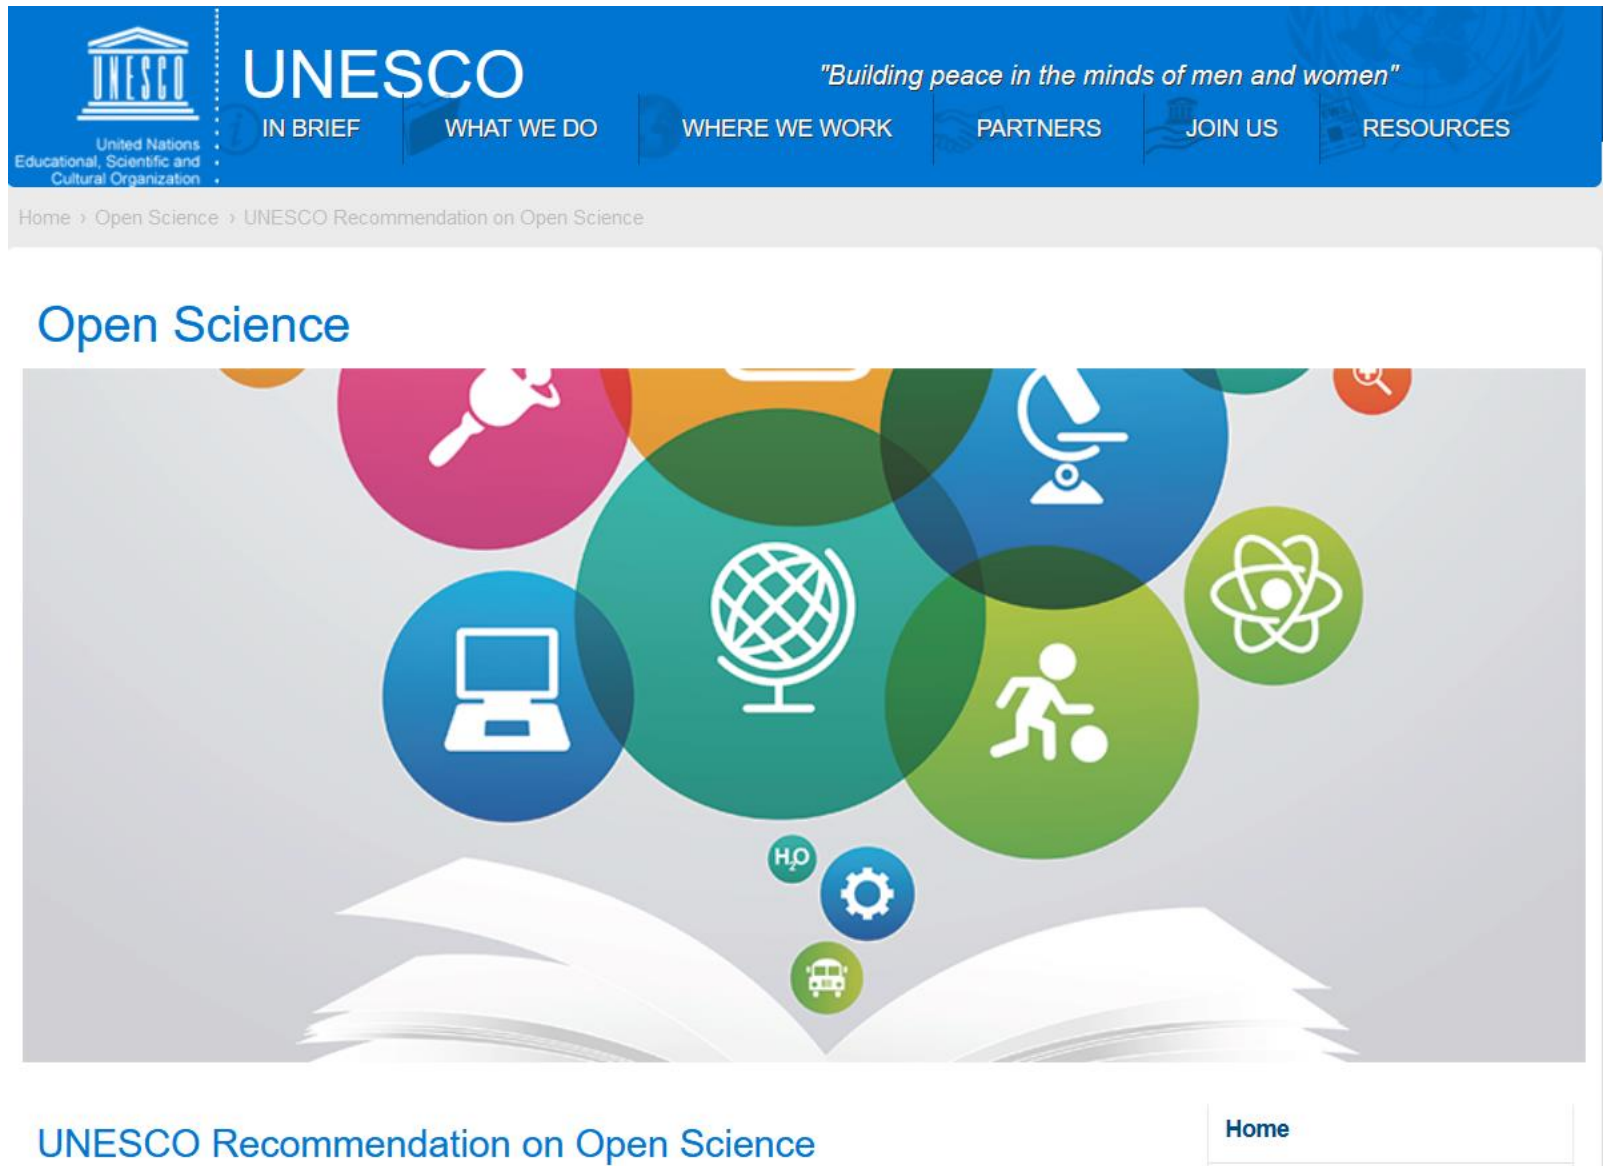 UNESCO
United Nations
Educational, Scientific and
Cultural Organization
UNESCO
"Building peace in the minds of men and women"
IN BRIEF WHAT WE DO WHERE WE WORK PARTNERS JOIN US RESOURCES
Home › Open Science › UNESCO Recommendation on Open Science
Open Science
H2O
UNESCO Recommendation on Open Science
Home